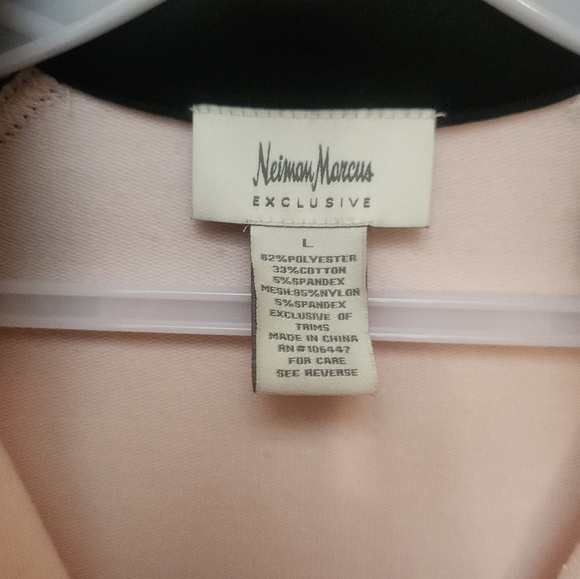 Neiman Marcus
EXCLUSIVE
L
62%POLYESTER
33%COTTON
5%SPANDEX
MESH:95%NYLON
5%SPANDEX
EXCLUSIVE OF
TRIMS
MADE IN CHINA
RN#106447
FOR CARE
SEE REVERSE